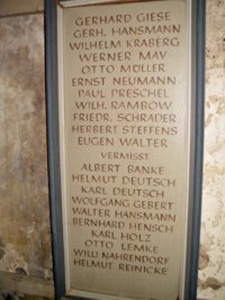 GERHARD GIESE
GERH. HANSMANN
WILHELM KRABERG
WERNER MAY
OTTO MÜLLER
ERNST NEUMANN
PAUL PRESCHEL
WILH. RAMBOW
FRIEDR. SCHRADER
HERBERT STEFFENS
EUGEN WALTER
VERMISST
ALBERT BANKE
HELMUT DEUTSCH
KARL DEUTSCH
WOLFGANG GEBERT
WALTER HANSMANN
BERNHARD HENSCH
KARL HOLZ
OTTO LEMKE
WILLI NAHRENDORF
HELMUT REINICKE